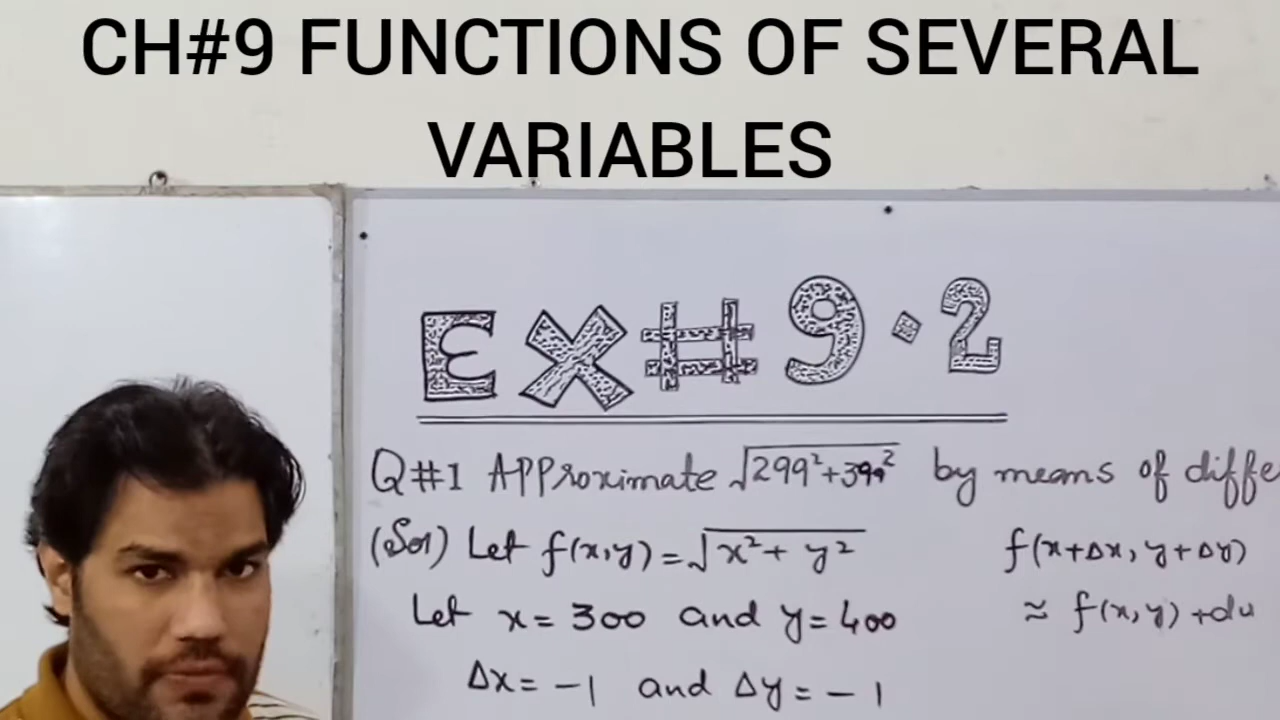 CH#9 FUNCTIONS OF SEVERAL
VARIABLES
EX#9.2
Q#1 Approximate √299²+399² by means of diffe
(Sol) Let f(x,y) = √x² + y²
f(x+Δx, y+Δy)
Let x = 300 and y = 400
≈ f(x,y) + du
Δx = -1 and Δy = -1